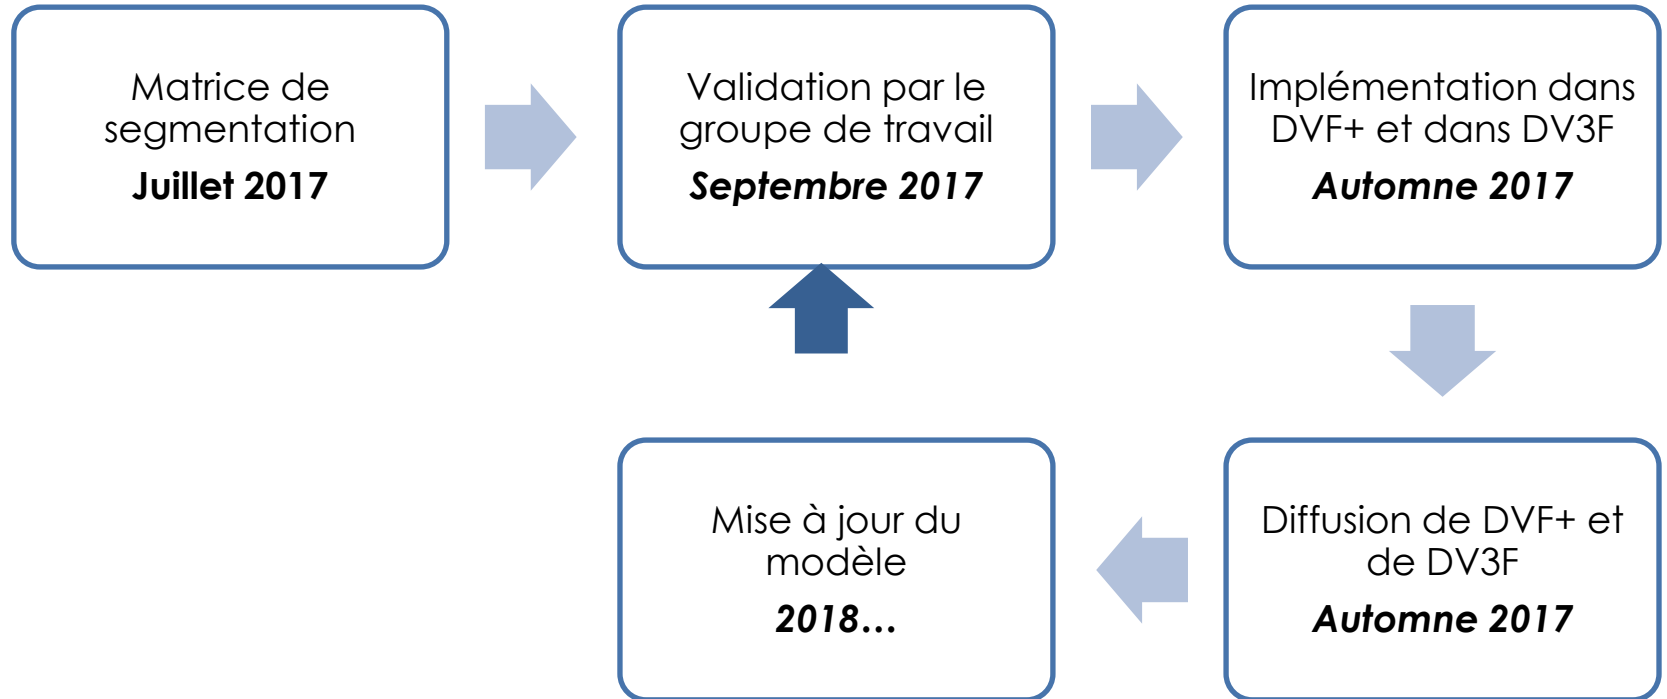 Matrice de
segmentation
Juillet 2017
Validation par le
groupe de travail
Septembre 2017
Implémentation dans
DVF+ et dans DV3F
Automne 2017
Diffusion de DVF+ et
de DV3F
Automne 2017
Mise à jour du
modèle
2018…